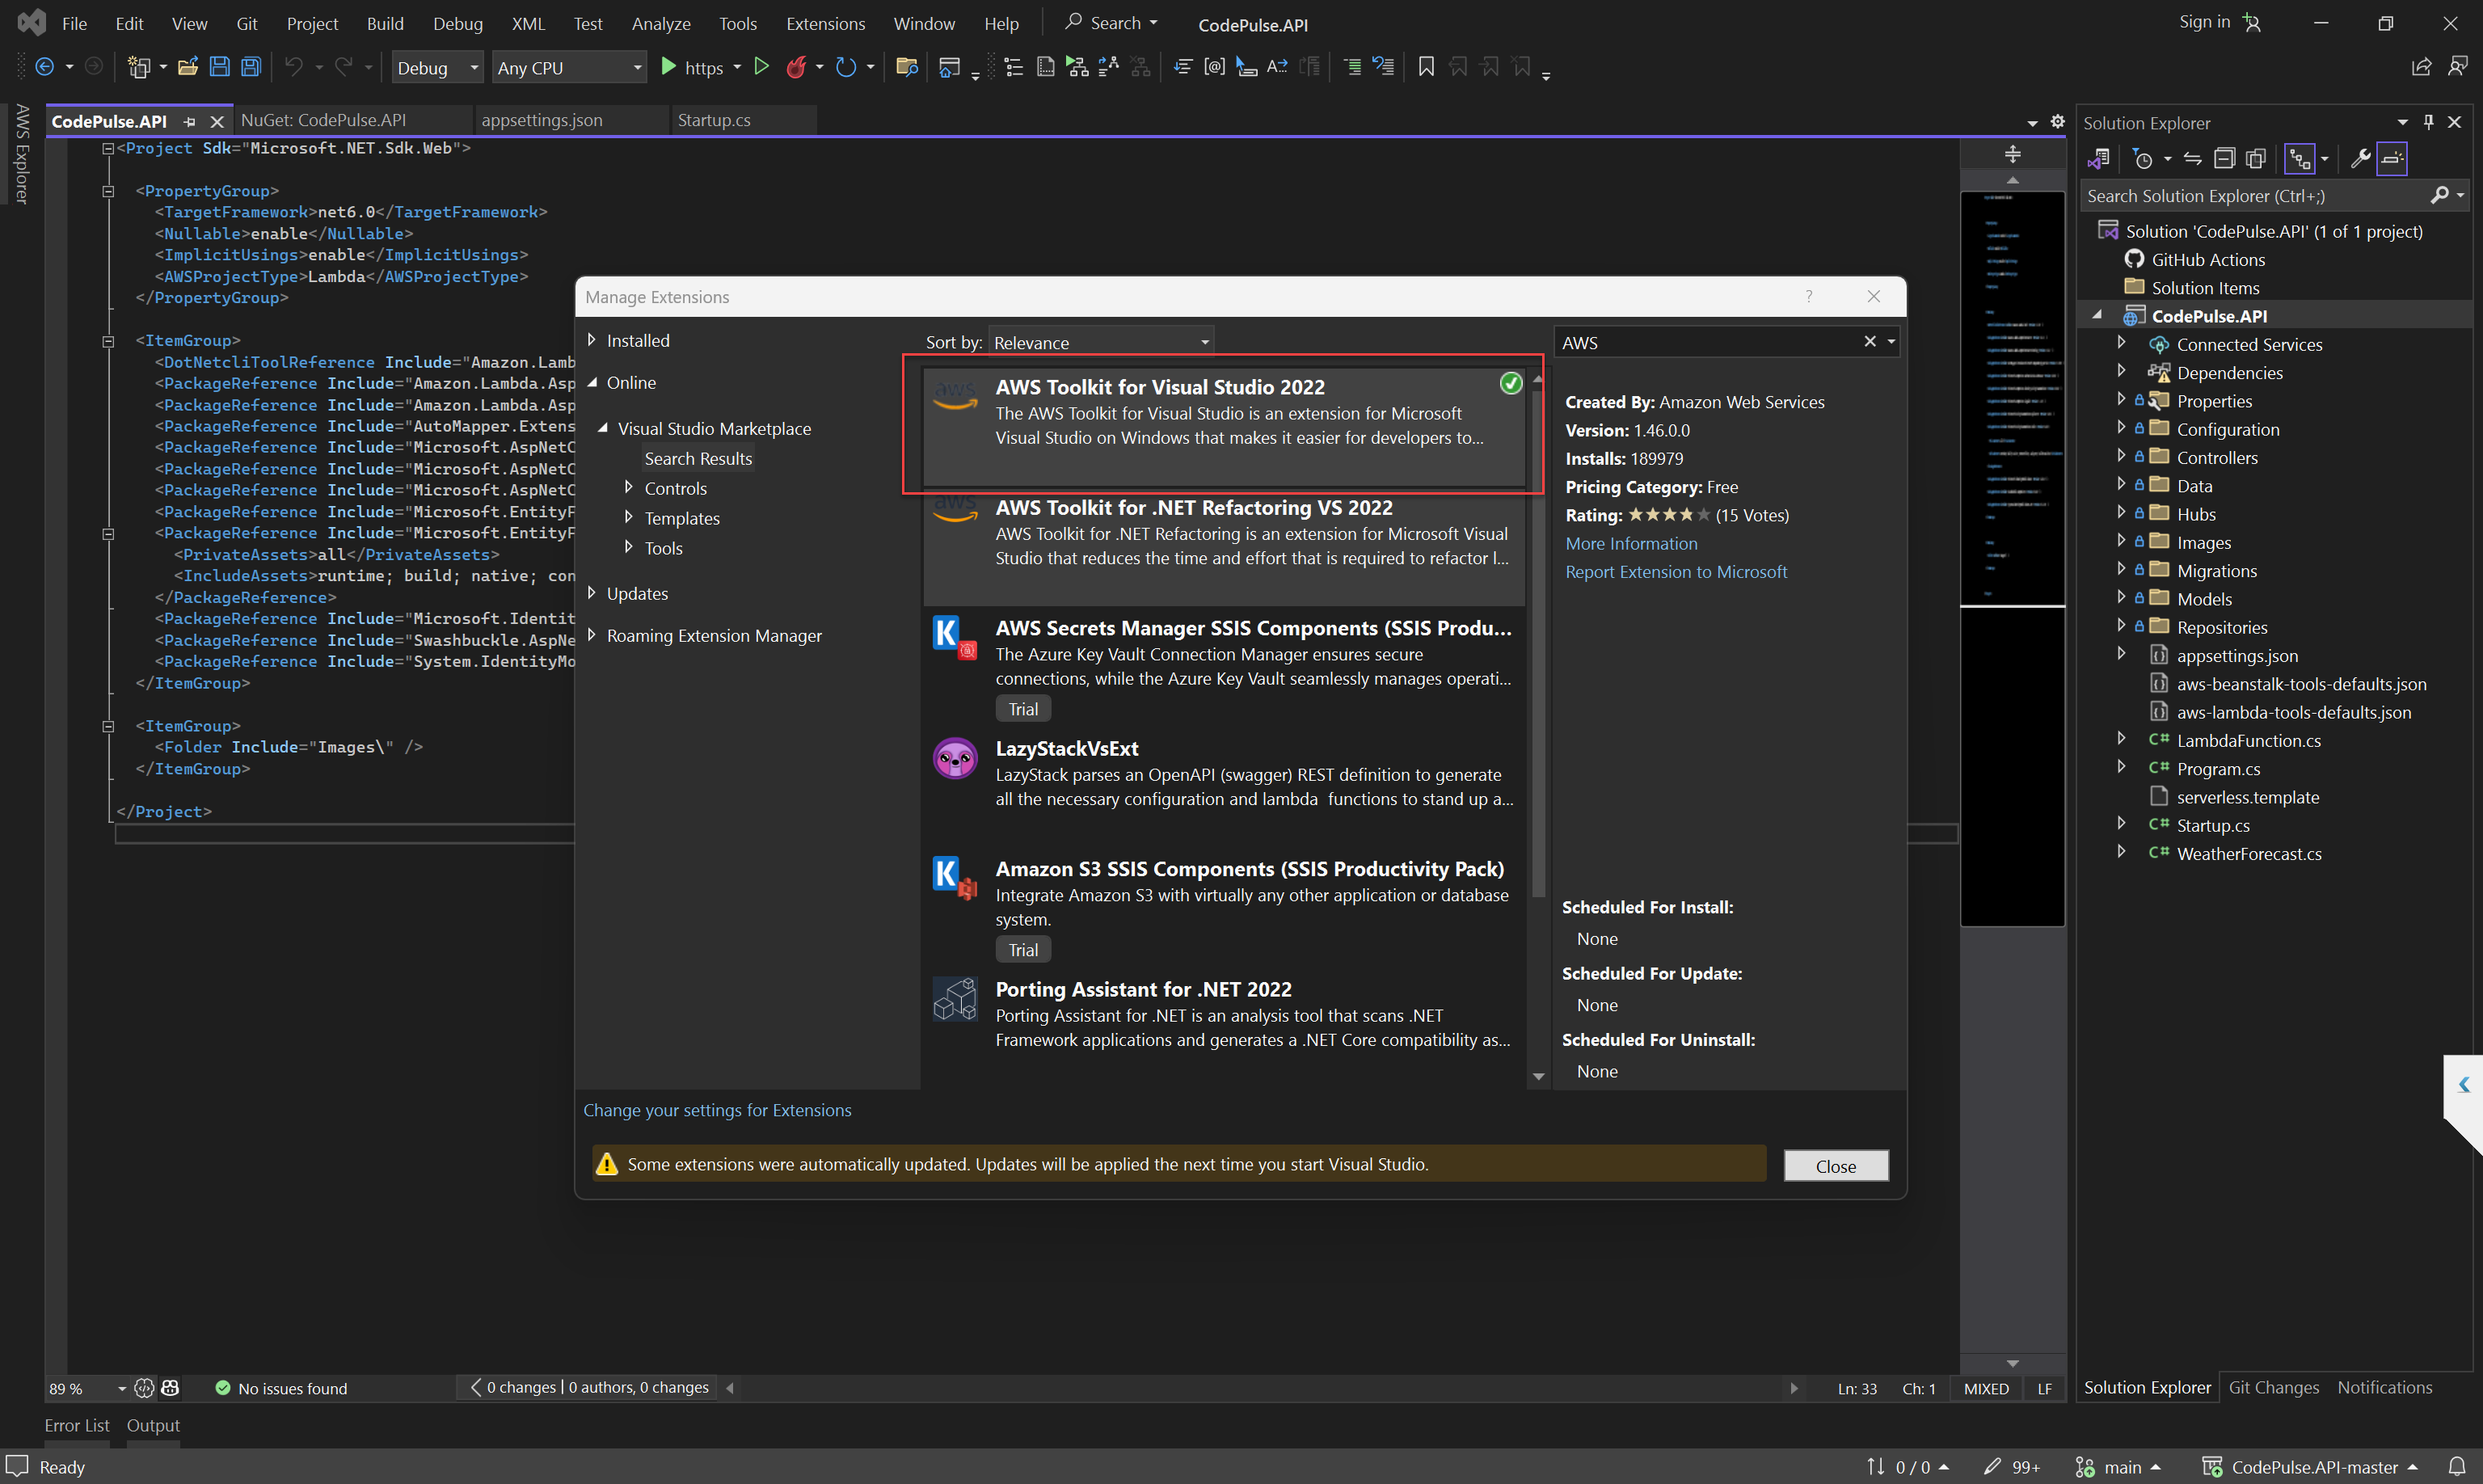 File Edit View Git Project Build Debug XML Test Analyze Tools Extensions Window Help Search CodePulse.API Sign in
Debug Any CPU https
AWS Explorer
CodePulse.API NuGet: CodePulse.API appsettings.json Startup.cs
<Project Sdk="Microsoft.NET.Sdk.Web">
<PropertyGroup>
<TargetFramework>net6.0</TargetFramework>
<Nullable>enable</Nullable>
<ImplicitUsings>enable</ImplicitUsings>
<AWSProjectType>Lambda</AWSProjectType>
</PropertyGroup>
<ItemGroup>
<DotNetcliToolReference Include="Amazon.Lamb
<PackageReference Include="Amazon.Lambda.Asp
<PackageReference Include="Amazon.Lambda.Asp
<PackageReference Include="AutoMapper.Extens
<PackageReference Include="Microsoft.AspNetC
<PackageReference Include="Microsoft.AspNetC
<PackageReference Include="Microsoft.AspNetC
<PackageReference Include="Microsoft.EntityF
<PackageReference Include="Microsoft.EntityF
<PrivateAssets>all</PrivateAssets>
<IncludeAssets>runtime; build; native; con
</PackageReference>
<PackageReference Include="Microsoft.Identit
<PackageReference Include="Swashbuckle.AspNe
<PackageReference Include="System.IdentityMo
</ItemGroup>
<ItemGroup>
<Folder Include="Images\" />
</ItemGroup>
</Project>
Manage Extensions
Installed
Online
Visual Studio Marketplace
Search Results
Controls
Templates
Tools
Updates
Roaming Extension Manager
Sort by: Relevance
AWS Toolkit for Visual Studio 2022
The AWS Toolkit for Visual Studio is an extension for Microsoft
Visual Studio on Windows that makes it easier for developers to...
AWS Toolkit for .NET Refactoring VS 2022
AWS Toolkit for .NET Refactoring is an extension for Microsoft Visual
Studio that reduces the time and effort that is required to refactor l...
AWS Secrets Manager SSIS Components (SSIS Produ...
The Azure Key Vault Connection Manager ensures secure
connections, while the Azure Key Vault seamlessly manages operati...
Trial
LazyStackVsExt
LazyStack parses an OpenAPI (swagger) REST definition to generate
all the necessary configuration and lambda functions to stand up a...
Amazon S3 SSIS Components (SSIS Productivity Pack)
Integrate Amazon S3 with virtually any other application or database
system.
Trial
Porting Assistant for .NET 2022
Porting Assistant for .NET is an analysis tool that scans .NET
Framework applications and generates a .NET Core compatibility as...
AWS
Created By: Amazon Web Services
Version: 1.46.0.0
Installs: 189979
Pricing Category: Free
Rating: (15 Votes)
More Information
Report Extension to Microsoft
Scheduled For Install:
None
Scheduled For Update:
None
Scheduled For Uninstall:
None
Change your settings for Extensions
Some extensions were automatically updated. Updates will be applied the next time you start Visual Studio.
Close
Solution Explorer
Search Solution Explorer (Ctrl+;)
Solution 'CodePulse.API' (1 of 1 project)
GitHub Actions
Solution Items
CodePulse.API
Connected Services
Dependencies
Properties
Configuration
Controllers
Data
Hubs
Images
Migrations
Models
Repositories
appsettings.json
aws-beanstalk-tools-defaults.json
aws-lambda-tools-defaults.json
C# LambdaFunction.cs
C# Program.cs
serverless.template
C# Startup.cs
C# WeatherForecast.cs
89 % No issues found 0 changes | 0 authors, 0 changes Ln: 33 Ch: 1 MIXED LF
Solution Explorer Git Changes Notifications
Error List Output
Ready 0 / 0 99+ main CodePulse.API-master